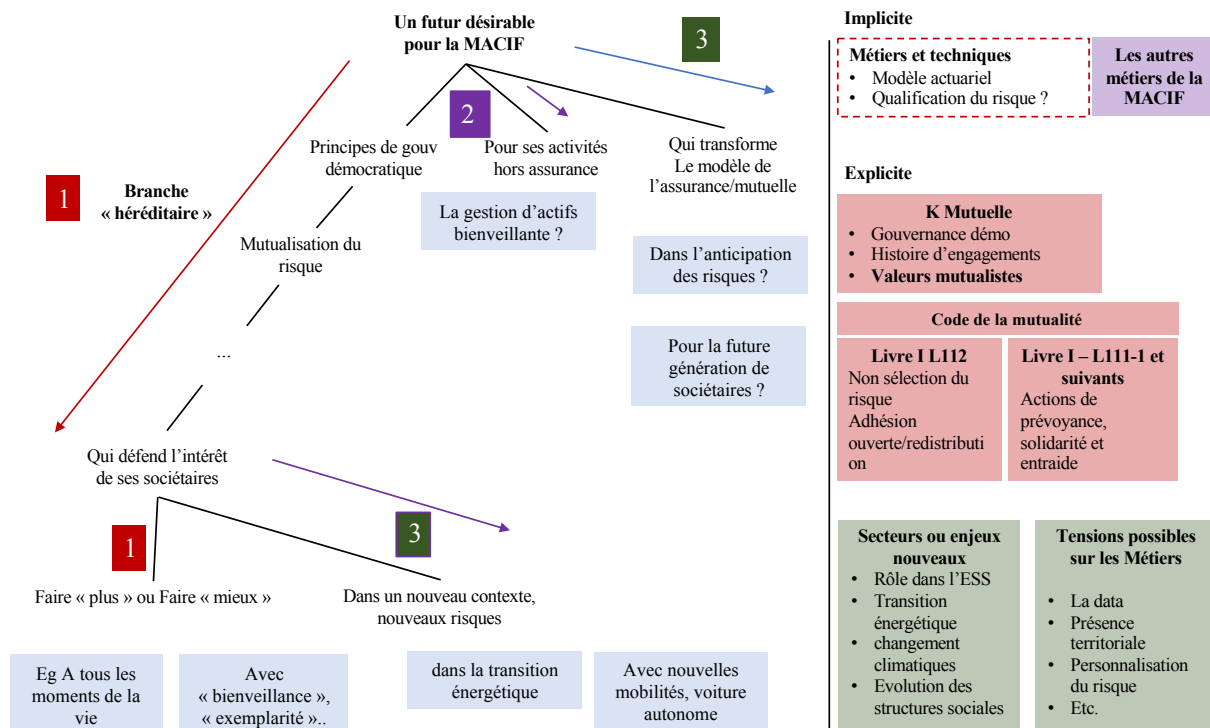 Un futur désirable
pour la MACIF
3
2
Principes de gouv
démocratique
Pour ses activités
hors assurance
Qui transforme
Le modèle de
l’assurance/mutuelle
1
Branche
« héréditaire »
La gestion d’actifs
bienveillante ?
Mutualisation du
risque
Dans l’anticipation
des risques ?
...
Pour la future
génération de
sociétaires ?
Qui défend l’intérêt
de ses sociétaires
1
3
Faire « plus » ou Faire « mieux »
Dans un nouveau contexte,
nouveaux risques
Eg A tous les
moments de la
vie
Avec
« bienveillance »,
« exemplarité »..
dans la transition
énergétique
Avec nouvelles
mobilités, voiture
autonome
Implicite
Métiers et techniques
• Modèle actuariel
• Qualification du risque ?
Les autres
métiers de la
MACIF
Explicite
K Mutuelle
• Gouvernance démo
• Histoire d’engagements
• Valeurs mutualistes
Code de la mutualité
Livre I L112
Non sélection du
risque
Adhésion
ouverte/redistributi
on
Livre I – L111-1 et
suivants
Actions de
prévoyance,
solidarité et
entraide
Secteurs ou enjeux
nouveaux
• Rôle dans l’ESS
• Transition
énergétique
• changement
climatiques
• Evolution des
structures sociales
Tensions possibles
sur les Métiers
• La data
• Présence
territoriale
• Personnalisation
du risque
• Etc.